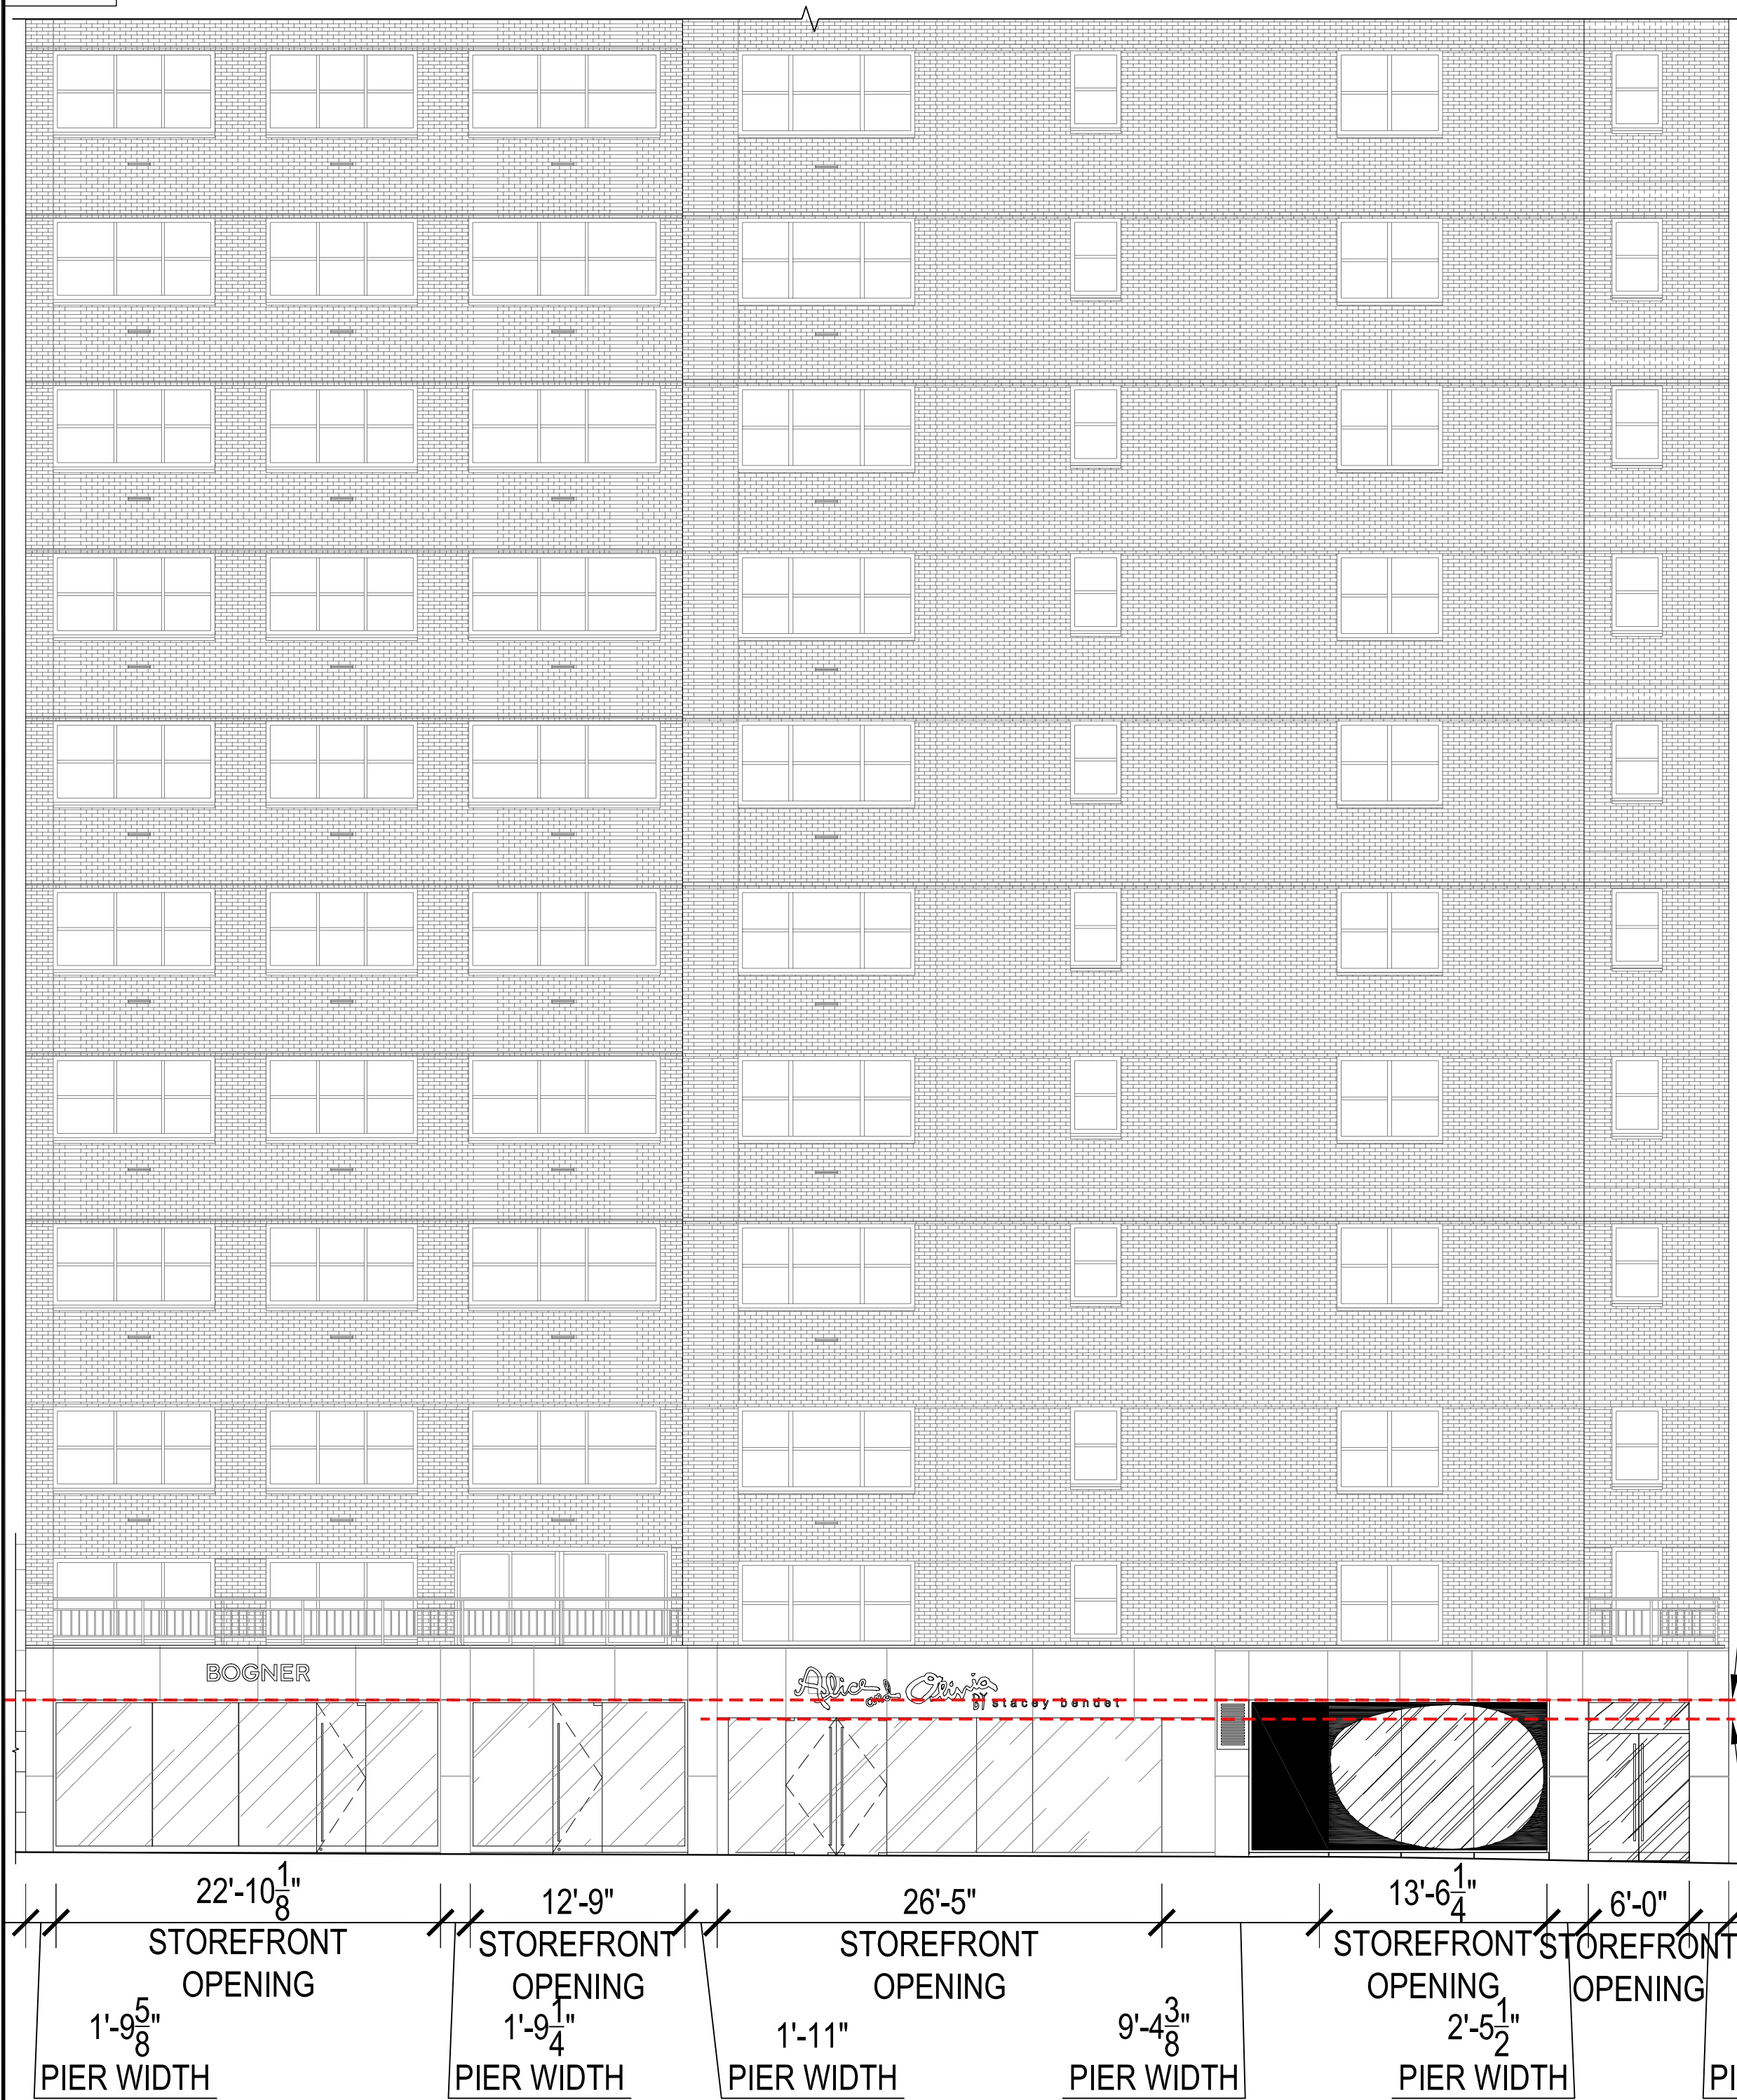 BOGNER
Alice and Olivia
BY stacey bendet
22'-10 1/8"
STOREFRONT
OPENING
12'-9"
STOREFRONT
OPENING
26'-5"
STOREFRONT
OPENING
13'-6 1/4"
STOREFRONT
OPENING
6'-0"
STOREFRONT
OPENING
1'-9 5/8"
PIER WIDTH
1'-9 1/4"
PIER WIDTH
1'-11"
PIER WIDTH
9'-4 3/8"
PIER WIDTH
2'-5 1/2"
PIER WIDTH